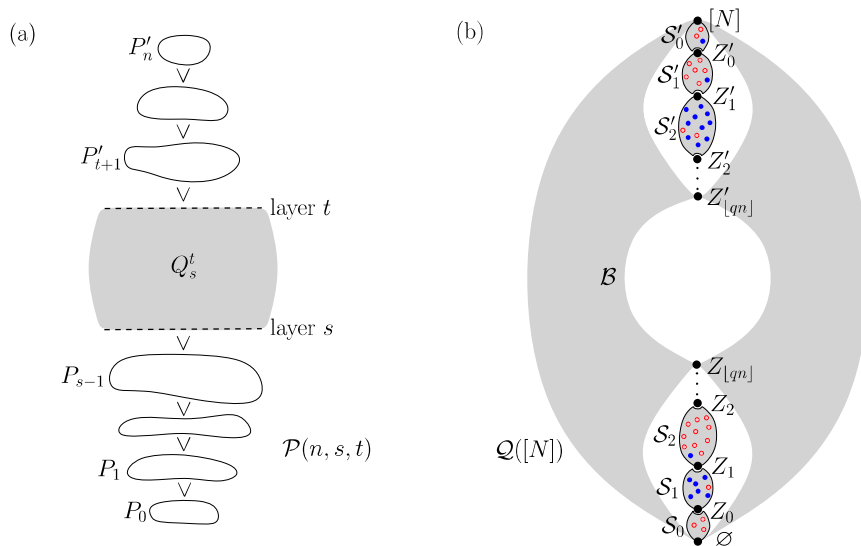 (a)
P'_n
P'_{t+1}
layer t
Q_s^t
layer s
P_{s−1}
P_1
P_0
𝒫(n, s, t)
(b)
[N]
𝒮'_0
Z'_0
𝒮'_1
Z'_1
𝒮'_2
Z'_2
Z'_{⌊qn⌋}
ℬ
Z_{⌊qn⌋}
Z_2
𝒮_2
𝒬([N])
Z_1
𝒮_1
Z_0
𝒮_0
∅